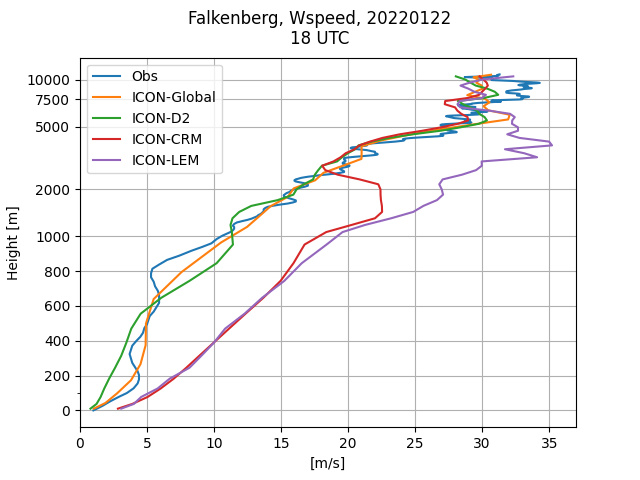 Falkenberg, Wspeed, 20220122
18 UTC
Obs
ICON-Global
ICON-D2
ICON-CRM
ICON-LEM
Height [m]
10000
7500
5000
2000
1000
800
600
400
200
0
0 5 10 15 20 25 30 35
[m/s]